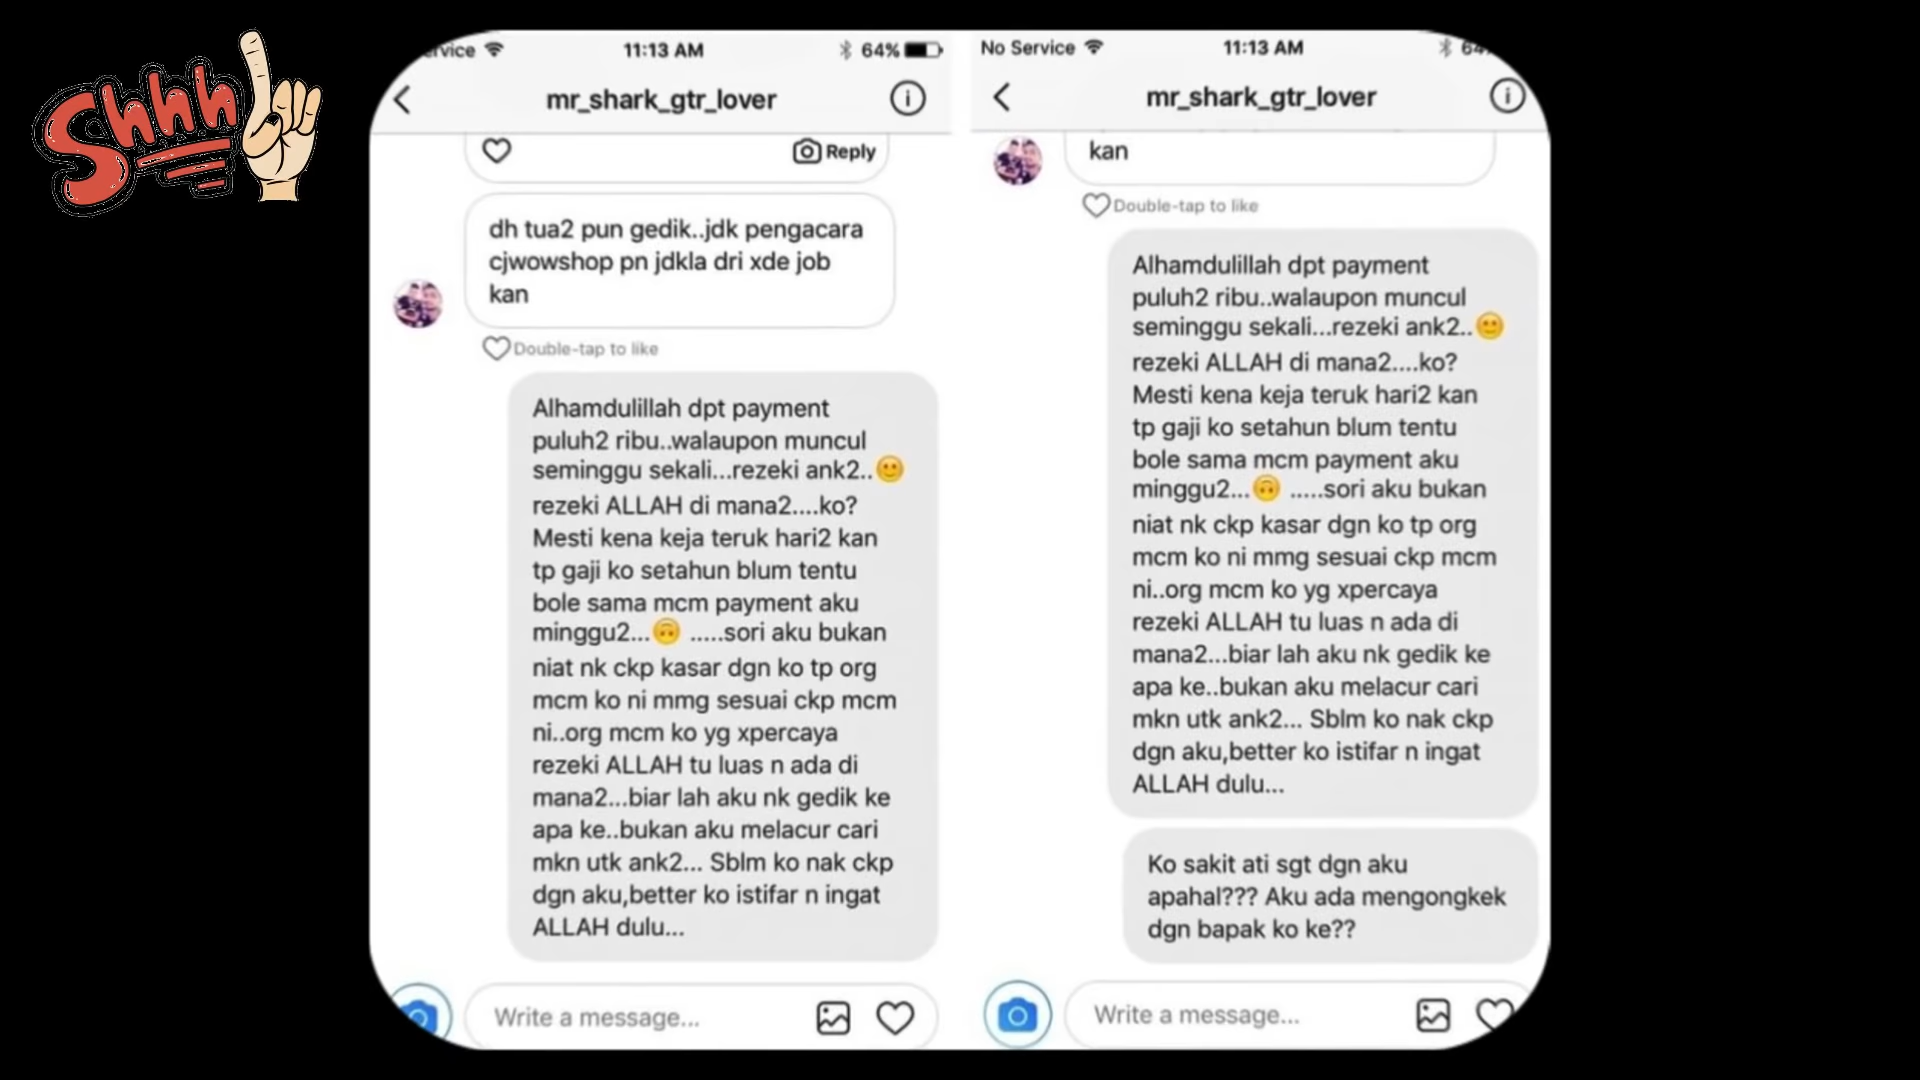 Shhh
rvice
11:13 AM
64%
mr_shark_gtr_lover
Reply
dh tua2 pun gedik..jdk pengacara
cjwowshop pn jdkla dri xde job
kan
Double-tap to like
Alhamdulillah dpt payment
puluh2 ribu..walaupon muncul
seminggu sekali...rezeki ank2..🙂
rezeki ALLAH di mana2....ko?
Mesti kena keja teruk hari2 kan
tp gaji ko setahun blum tentu
bole sama mcm payment aku
minggu2...🙃 .....sori aku bukan
niat nk ckp kasar dgn ko tp org
mcm ko ni mmg sesuai ckp mcm
ni..org mcm ko yg xpercaya
rezeki ALLAH tu luas n ada di
mana2...biar lah aku nk gedik ke
apa ke..bukan aku melacur cari
mkn utk ank2... Sblm ko nak ckp
dgn aku,better ko istifar n ingat
ALLAH dulu...
Write a message...
No Service
11:13 AM
64
mr_shark_gtr_lover
kan
Double-tap to like
Alhamdulillah dpt payment
puluh2 ribu..walaupon muncul
seminggu sekali...rezeki ank2..🙂
rezeki ALLAH di mana2....ko?
Mesti kena keja teruk hari2 kan
tp gaji ko setahun blum tentu
bole sama mcm payment aku
minggu2...🙃 .....sori aku bukan
niat nk ckp kasar dgn ko tp org
mcm ko ni mmg sesuai ckp mcm
ni..org mcm ko yg xpercaya
rezeki ALLAH tu luas n ada di
mana2...biar lah aku nk gedik ke
apa ke..bukan aku melacur cari
mkn utk ank2... Sblm ko nak ckp
dgn aku,better ko istifar n ingat
ALLAH dulu...
Ko sakit ati sgt dgn aku
apahal??? Aku ada mengongkek
dgn bapak ko ke??
Write a message...